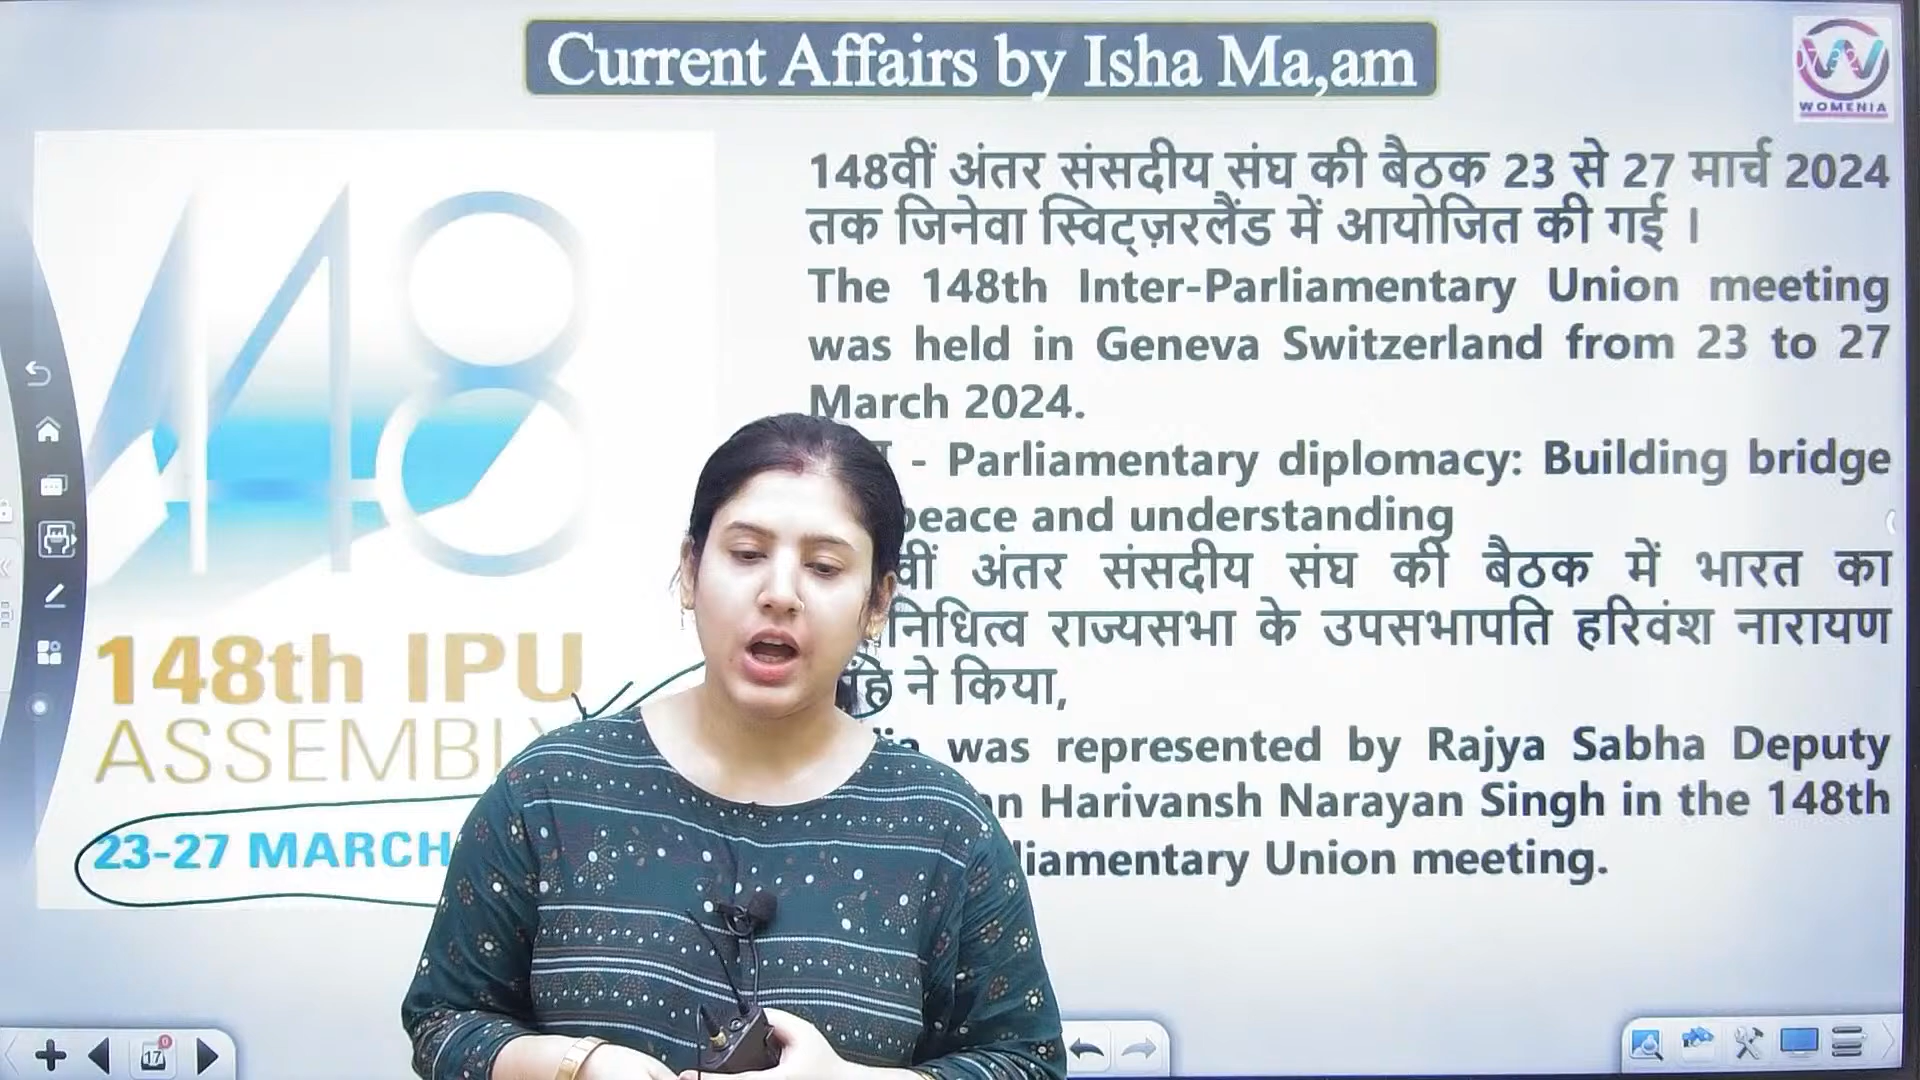 Current Affairs by Isha Ma,am
WOMENIA
148वीं अंतर संसदीय संघ की बैठक 23 से 27 मार्च 2024
तक जिनेवा स्विट्ज़रलैंड में आयोजित की गई ।
The 148th Inter-Parliamentary Union meeting
was held in Geneva Switzerland from 23 to 27
March 2024.
- Parliamentary diplomacy: Building bridge
peace and understanding
वीं अंतर संसदीय संघ की बैठक में भारत का
निधित्व राज्यसभा के उपसभापति हरिवंश नारायण
ने किया,
was represented by Rajya Sabha Deputy
Harivansh Narayan Singh in the 148th
liamentary Union meeting.
148
148th IPU
ASSEMBLY
23-27 MARCH
17